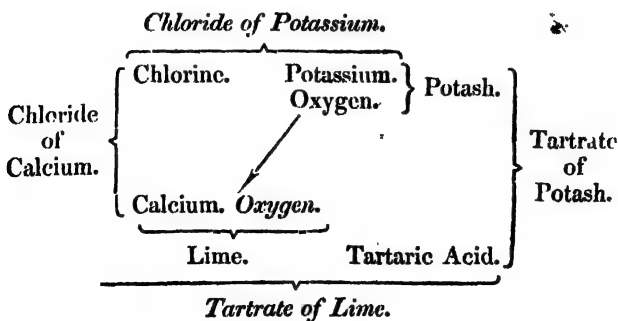 Chloride of Potassium.
Chlorine. Potassium.
Oxygen. Potash.
Chloride
of
Calcium.
Tartrate
of
Potash.
Calcium. Oxygen.
Lime. Tartaric Acid.
Tartrate of Lime.